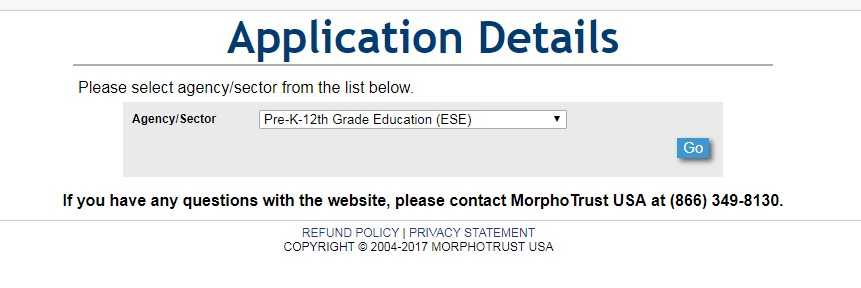 Application Details
Please select agency/sector from the list below.
Agency/Sector Pre-K-12th Grade Education (ESE)
Go
If you have any questions with the website, please contact MorphoTrust USA at (866) 349-8130.
REFUND POLICY | PRIVACY STATEMENT
COPYRIGHT © 2004-2017 MORPHOTRUST USA